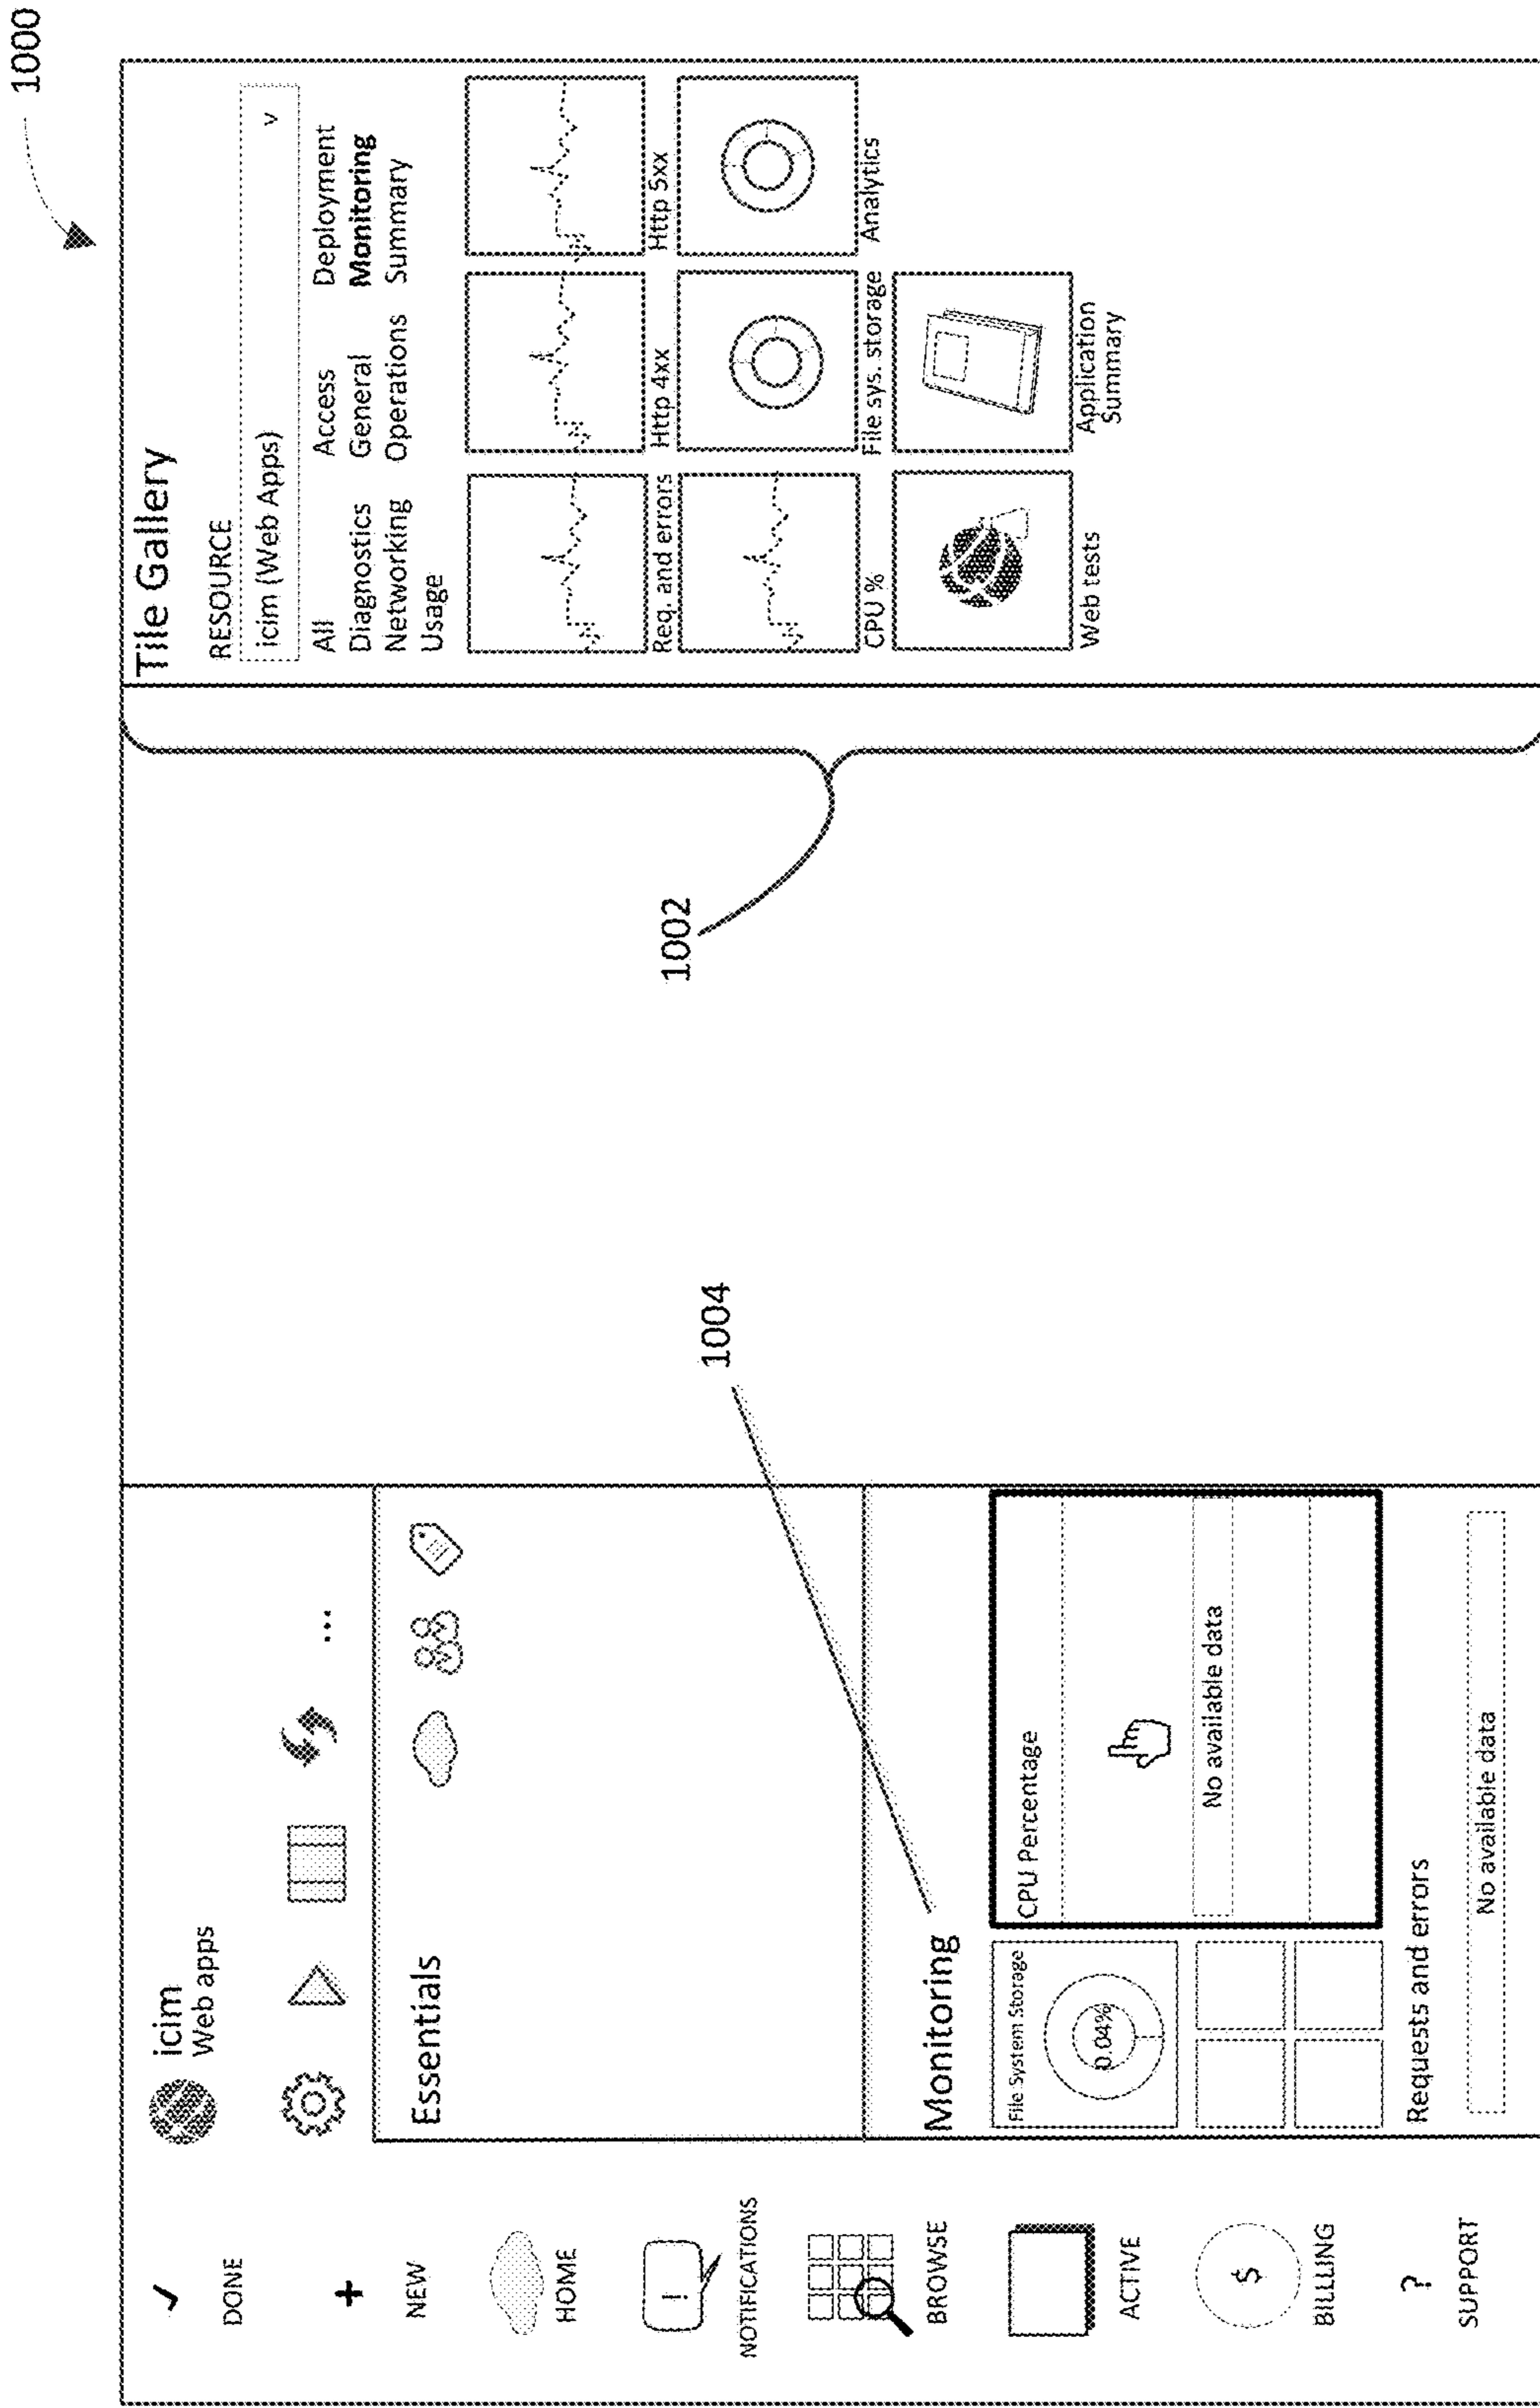 1000
✓
DONE
+
NEW
HOME
!
NOTIFICATIONS
BROWSE
ACTIVE
$
BILLLING
?
SUPPORT
icim
Web apps
...
Essentials
1004
Monitoring
File System Storage
0.04%
CPU Percentage
No available data
Requests and errors
No available data
1002
Tile Gallery
RESOURCE
icim (Web Apps) v
All Access Deployment
Diagnostics General Monitoring
Networking Operations Summary
Usage
Req. and errors Http 4xx Http 5xx
CPU % File sys. storage Analytics
Web tests Application
Summary